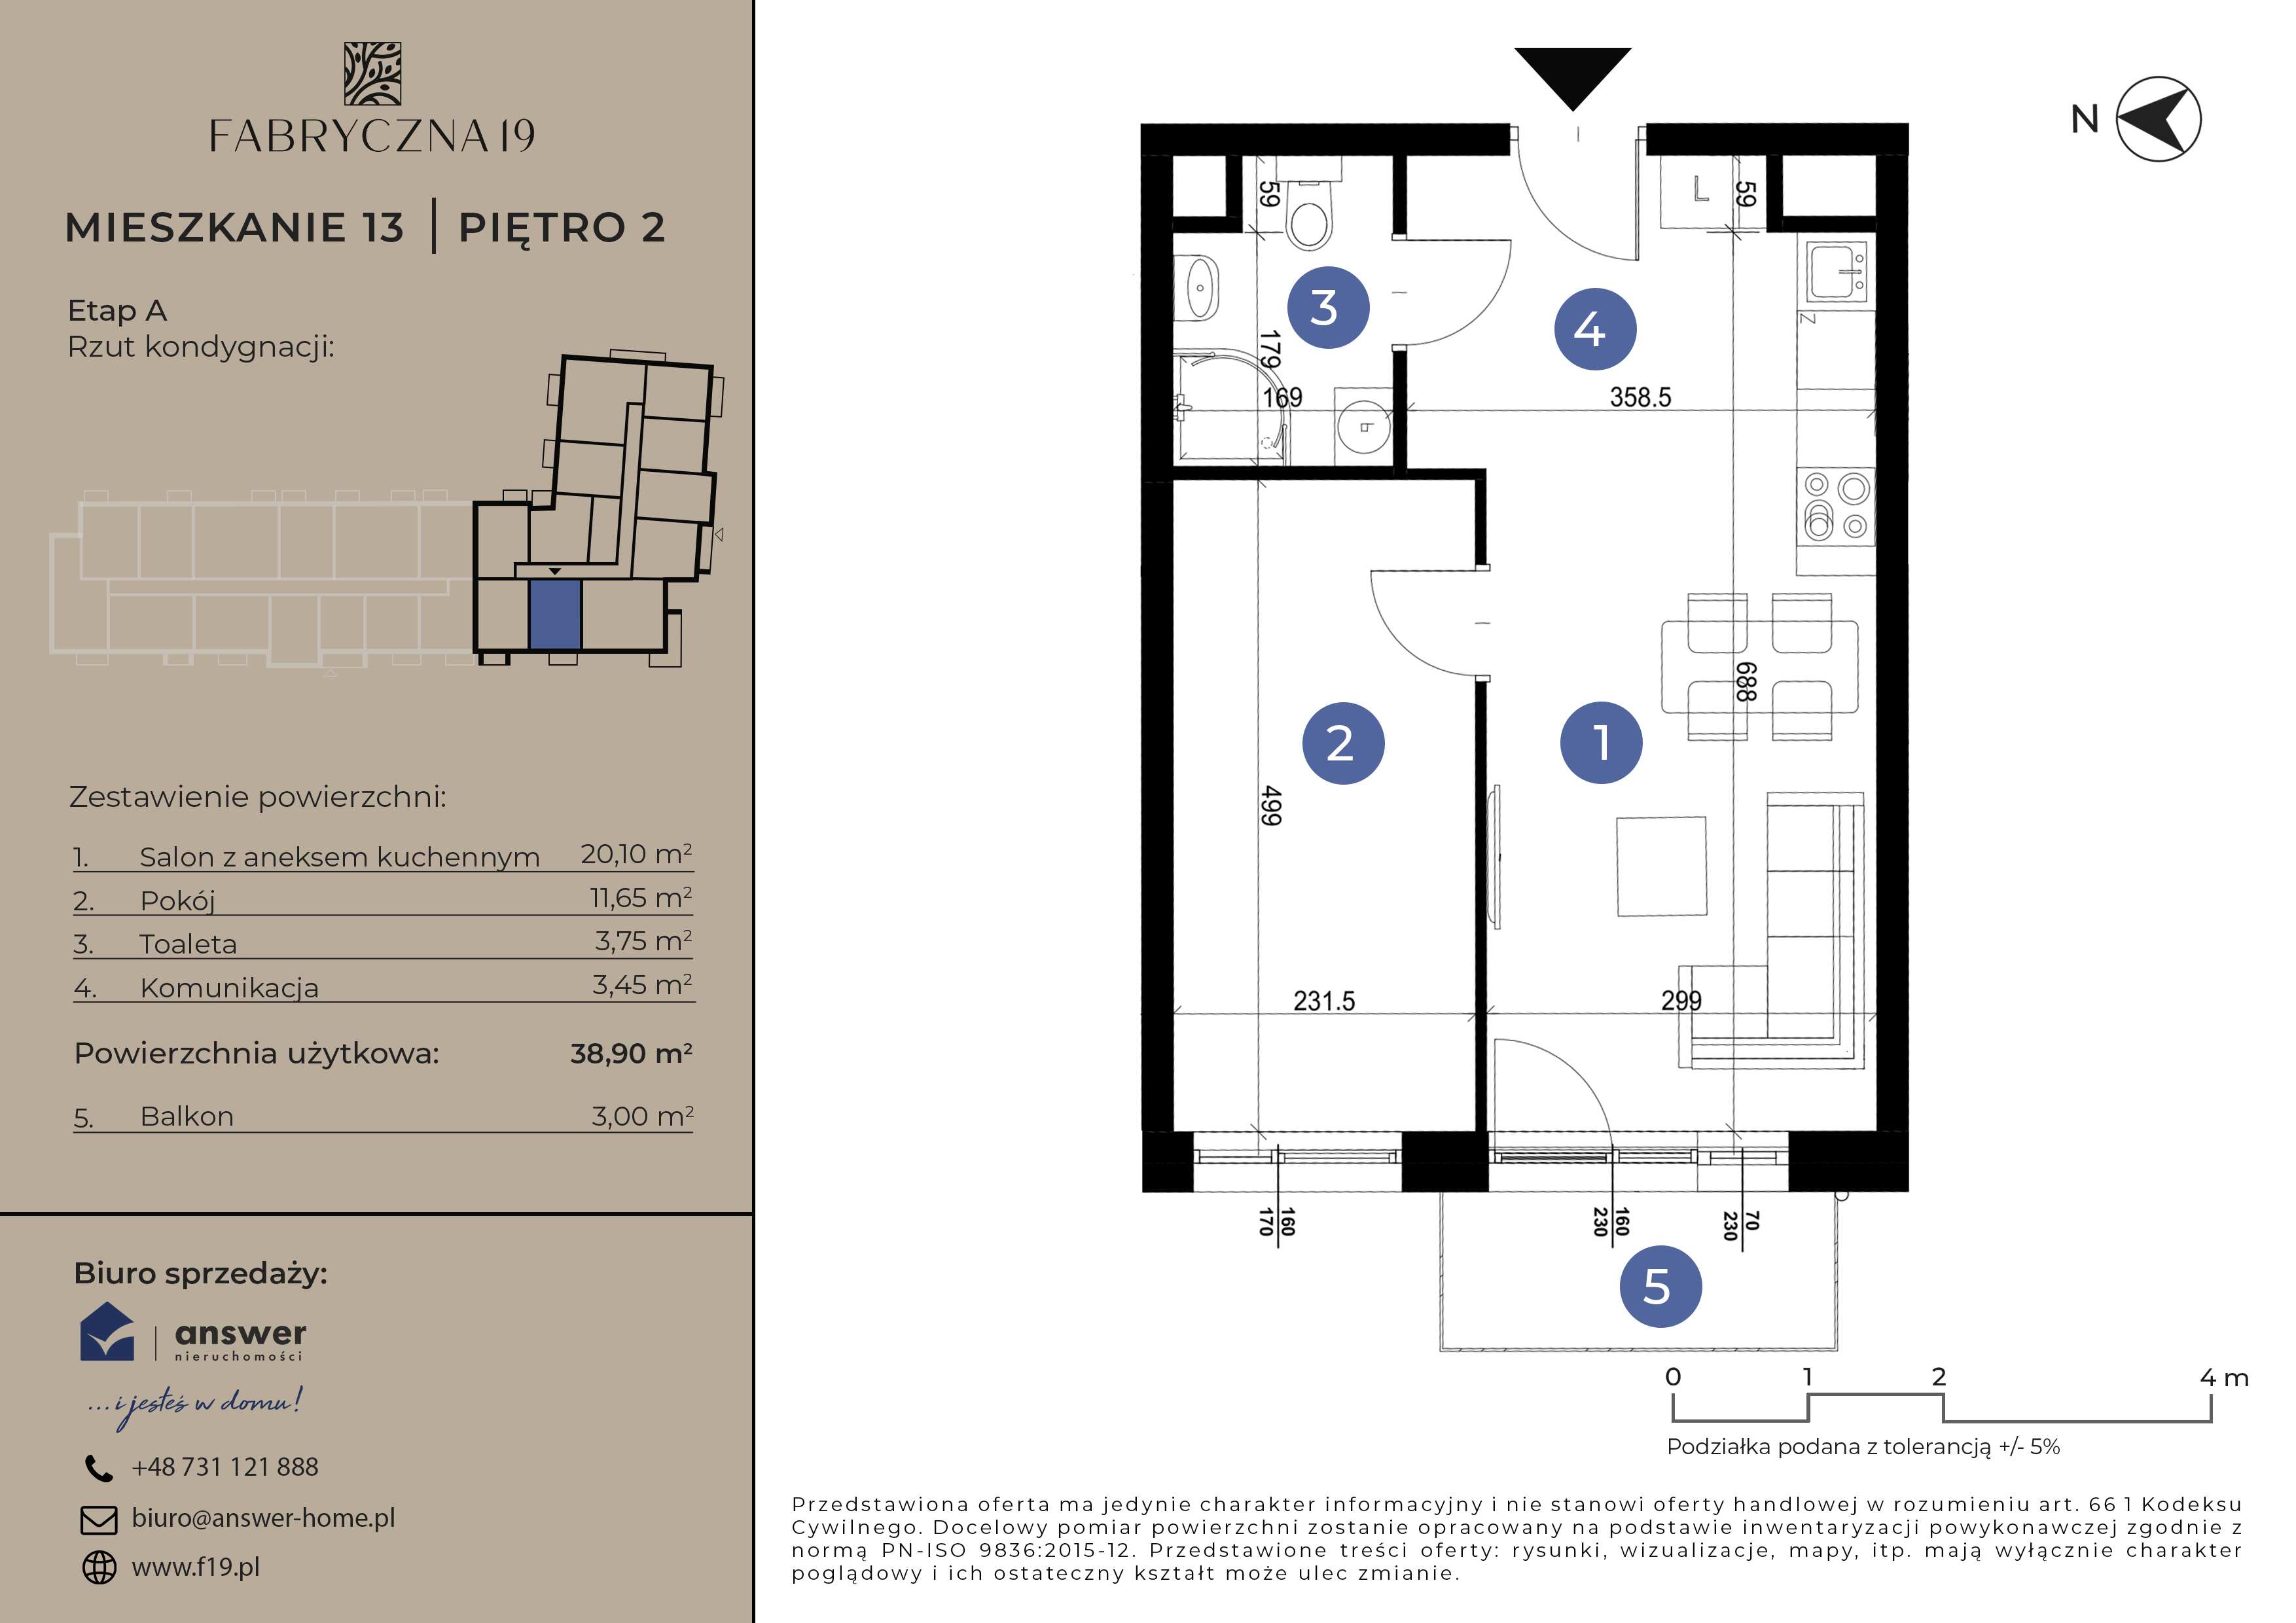 FABRYCZNA 19
MIESZKANIE 13 | PIĘTRO 2
Etap A
Rzut kondygnacji:
Zestawienie powierzchni:
1. Salon z aneksem kuchennym 20,10 m²
2. Pokój 11,65 m²
3. Toaleta 3,75 m²
4. Komunikacja 3,45 m²
Powierzchnia użytkowa: 38,90 m²
5. Balkon 3,00 m²
Biuro sprzedaży:
answer
nieruchomości
...i jesteś w domu!
+48 731 121 888
biuro@answer-home.pl
www.f19.pl
N
59
L
59
3
4
Z
179
169
P
358.5
688
2
1
499
231.5
299
160
170
160
230
70
230
5
0 1 2 4 m
Podziałka podana z tolerancją +/- 5%
Przedstawiona oferta ma jedynie charakter informacyjny i nie stanowi oferty handlowej w rozumieniu art. 66 1 Kodeksu
Cywilnego. Docelowy pomiar powierzchni zostanie opracowany na podstawie inwentaryzacji powykonawczej zgodnie z
normą PN-ISO 9836:2015-12. Przedstawione treści oferty: rysunki, wizualizacje, mapy, itp. mają wyłącznie charakter
poglądowy i ich ostateczny kształt może ulec zmianie.